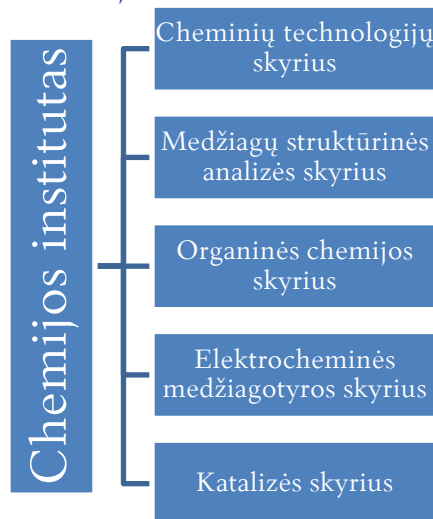 Chemijos institutas
Cheminių technologijų
skyrius
Medžiagų struktūrinės
analizės skyrius
Organinės chemijos
skyrius
Elektrocheminės
medžiagotyros skyrius
Katalizės skyrius